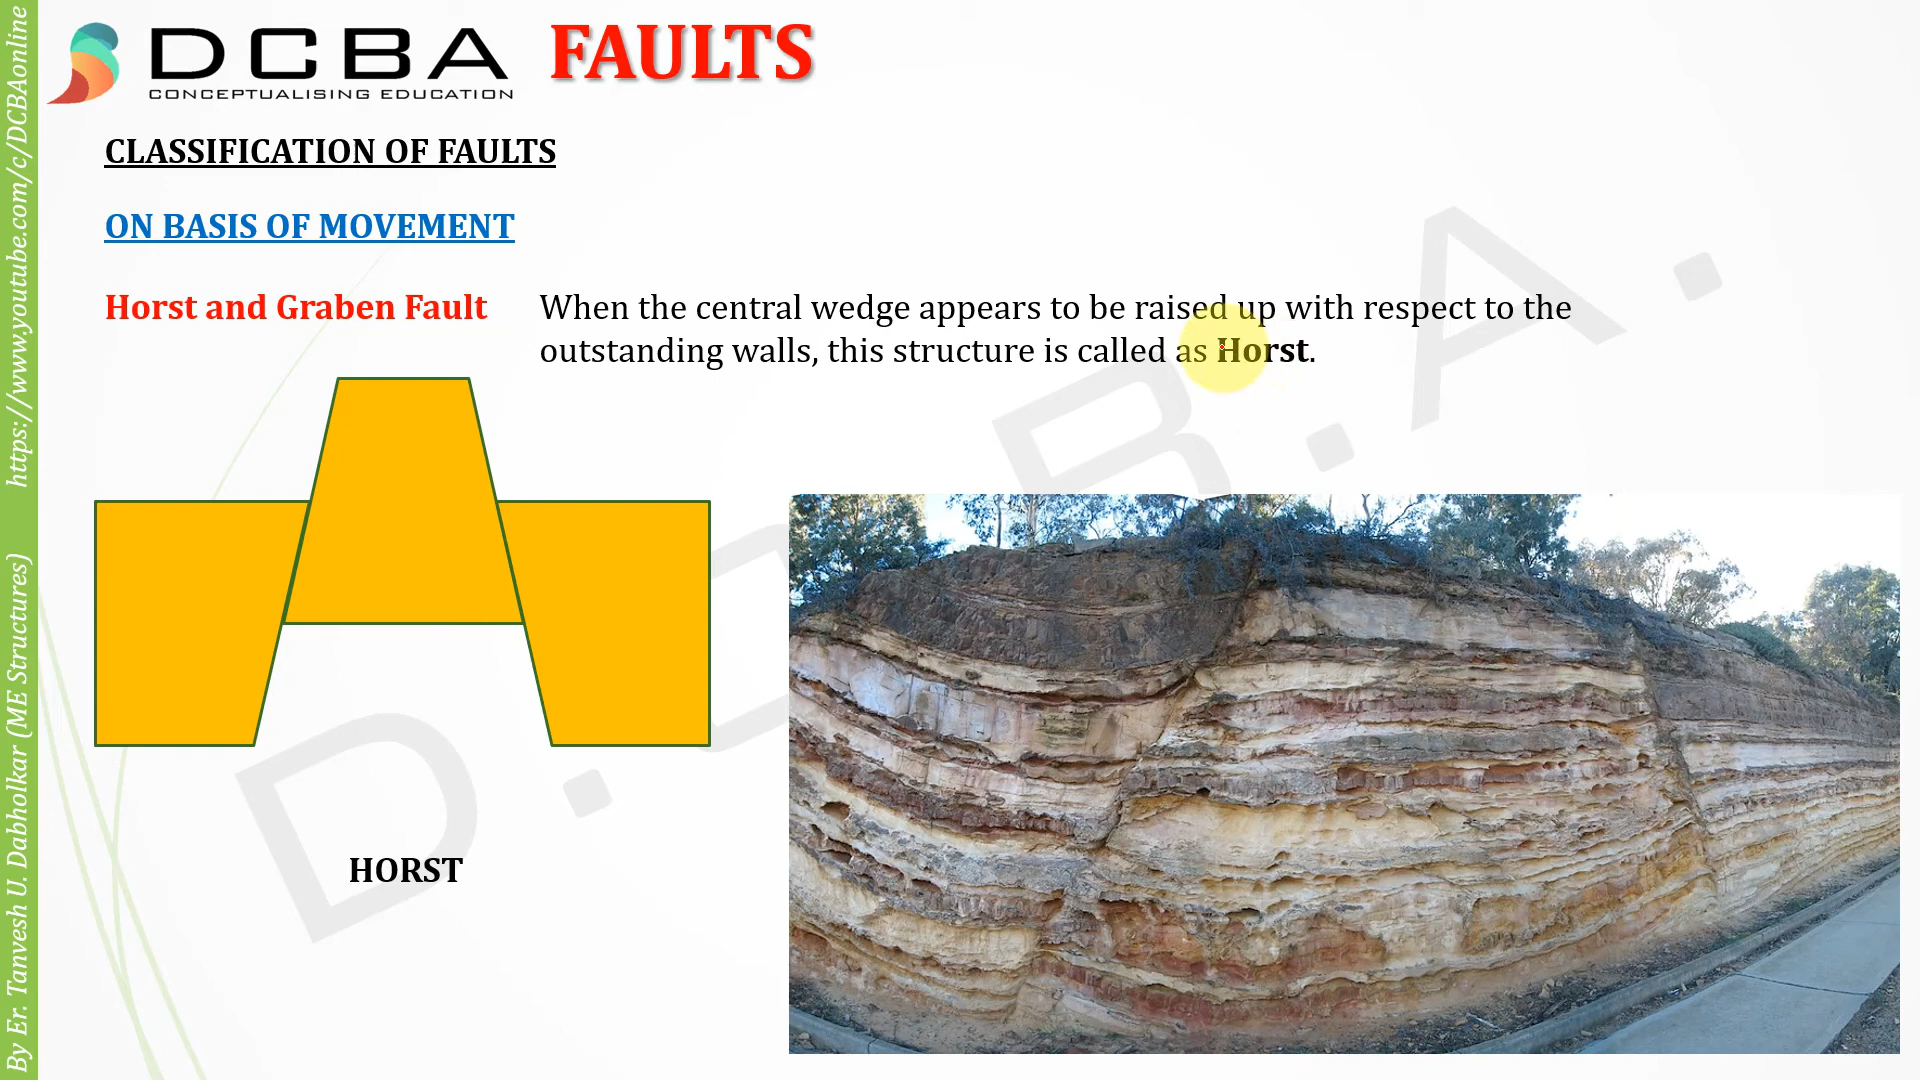 DCBA
CONCEPTUALISING EDUCATION
FAULTS
CLASSIFICATION OF FAULTS
ON BASIS OF MOVEMENT
Horst and Graben Fault
When the central wedge appears to be raised up with respect to the
outstanding walls, this structure is called as Horst.
HORST
D.C.B.A.
By Er. Tanvesh U. Dabholkar (ME Structures) https://www.youtube.com/c/DCBAonline